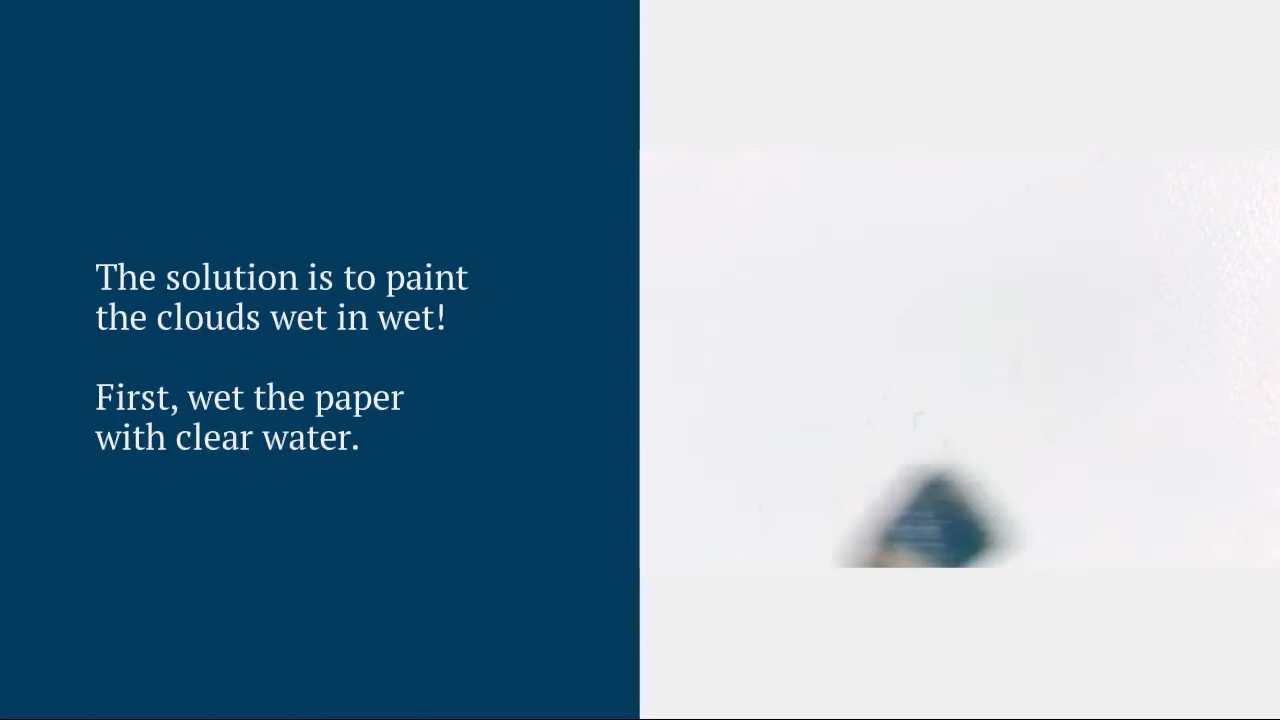 The solution is to paint
the clouds wet in wet!
First, wet the paper
with clear water.